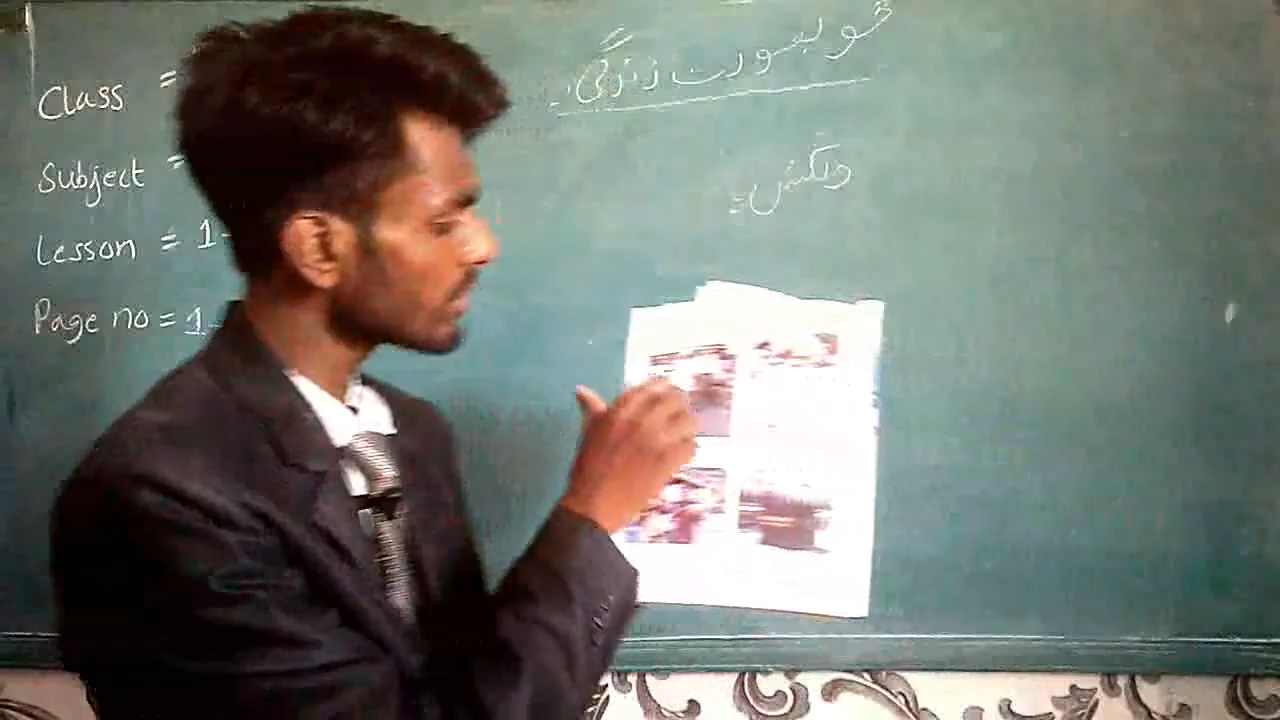 Class =
Subject =
Lesson = 1-
Page no = 1-
خوبصورت زندگی:-
دلکش =